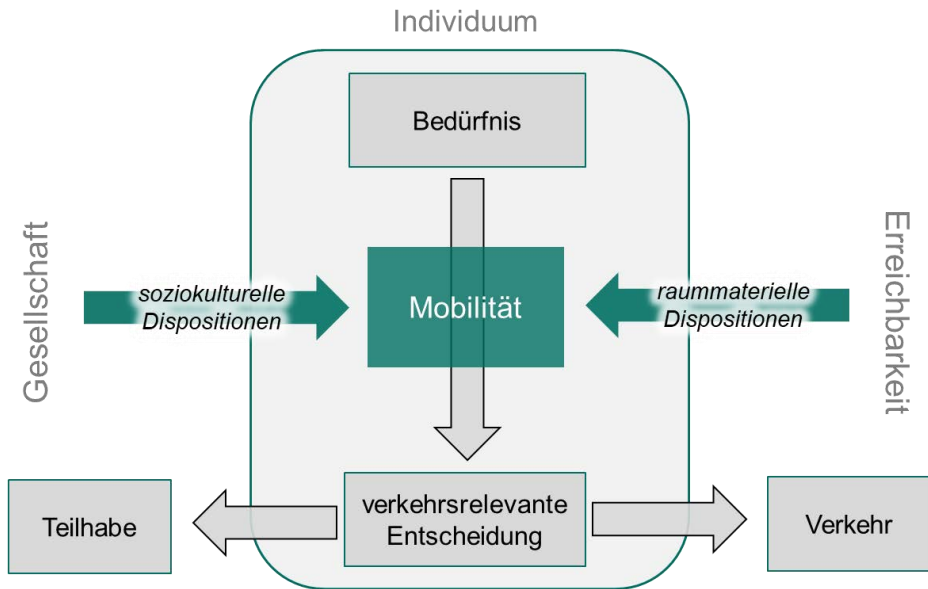 Individuum
Bedürfnis
Gesellschaft
soziokulturelle
Dispositionen
Mobilität
raummaterielle
Dispositionen
Erreichbarkeit
Teilhabe
verkehrsrelevante
Entscheidung
Verkehr